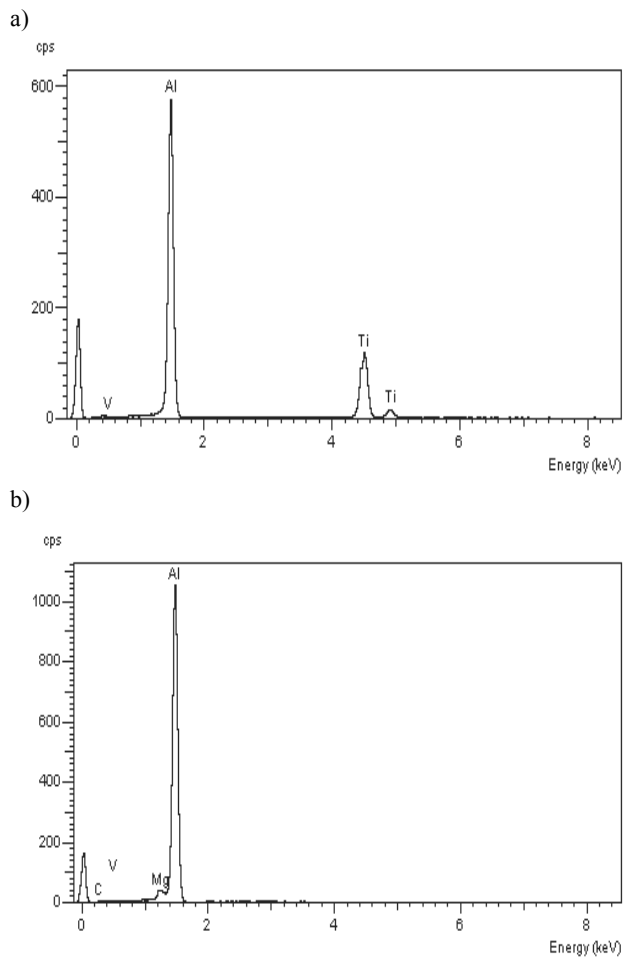 a)
cps
600
Al
400
200
Ti
V
Ti
0
0 2 4 6 8
Energy (keV)
b)
cps
Al
1000
800
600
400
200
V
Mg
C
0
0 2 4 6 8
Energy (keV)